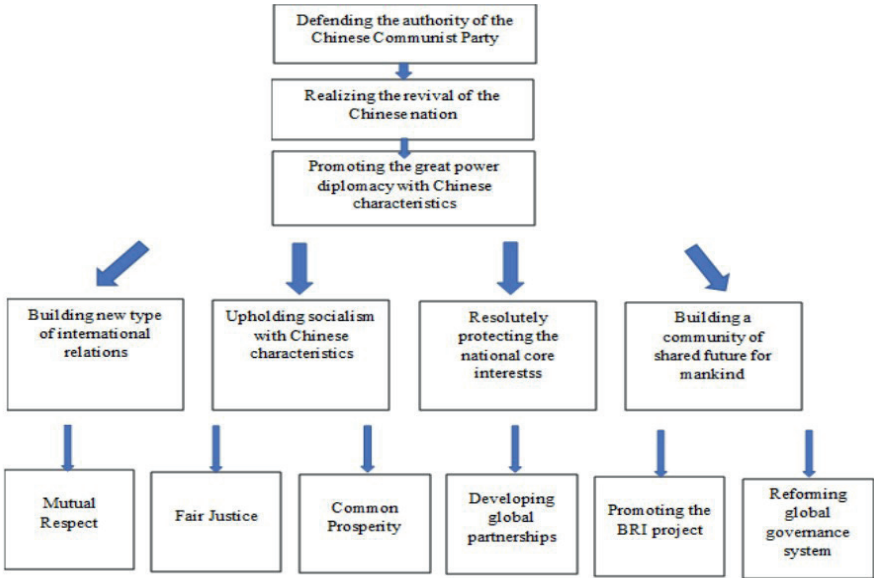 Defending the authority of the
Chinese Communist Party
Realizing the revival of the
Chinese nation
Promoting the great power
diplomacy with Chinese
characteristics
Building new type
of international
relations
Upholding socialism
with Chinese
characteristics
Resolutely
protecting the
national core
interestss
Building a
community of
shared future for
mankind
Mutual
Respect
Fair Justice
Common
Prosperity
Developing
global
partnerships
Promoting the
BRI project
Reforming
global
governance
system